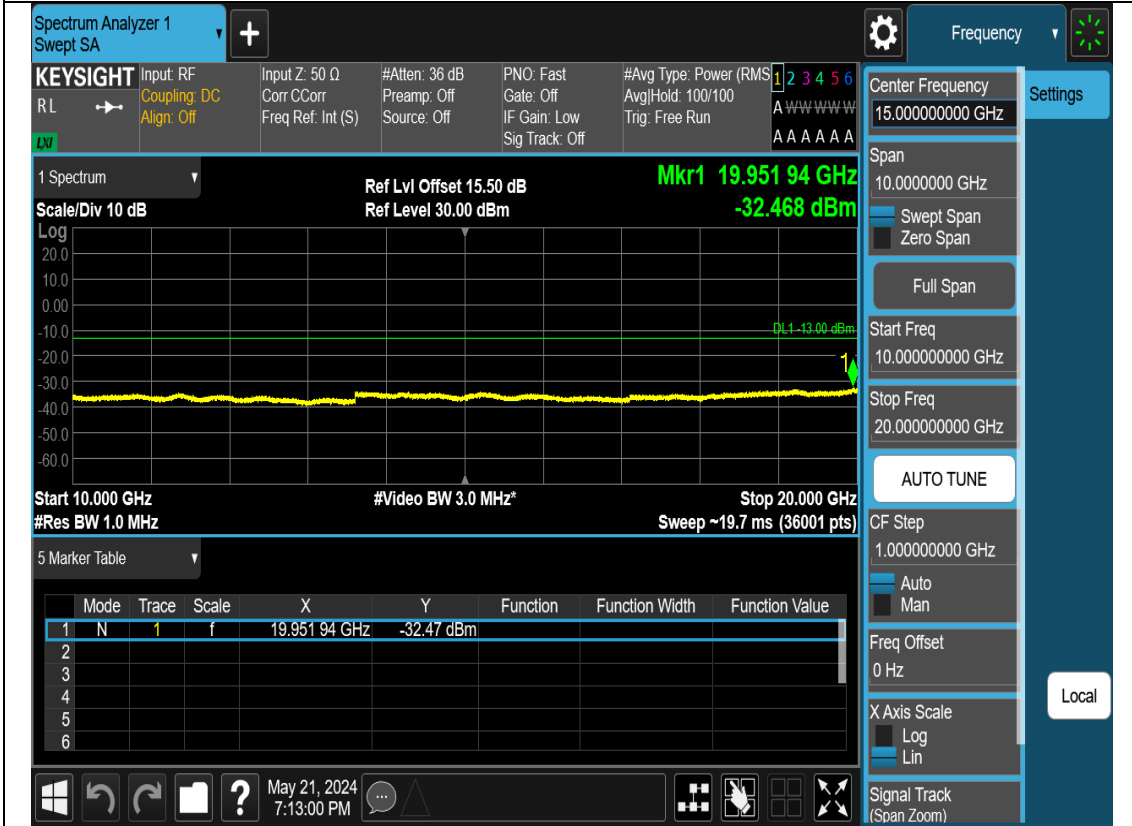 Spectrum Analyzer 1
Swept SA
+
Frequency
KEYSIGHT
RL
LXI
Input: RF
Coupling: DC
Align: Off
Input Z: 50 Ω
Corr CCorr
Freq Ref: Int (S)
#Atten: 36 dB
Preamp: Off
Source: Off
PNO: Fast
Gate: Off
IF Gain: Low
Sig Track: Off
#Avg Type: Power (RMS
Avg|Hold: 100/100
Trig: Free Run
1 2 3 4 5 6
A W W W W W
A A A A A A
1 Spectrum
Scale/Div 10 dB
Ref Lvl Offset 15.50 dB
Ref Level 30.00 dBm
Mkr1 19.951 94 GHz
-32.468 dBm
Log
20.0
10.0
0.00
-10.0
-20.0
-30.0
-40.0
-50.0
-60.0
DL1 -13.00 dBm
1
Start 10.000 GHz
#Res BW 1.0 MHz
#Video BW 3.0 MHz*
Stop 20.000 GHz
Sweep ~19.7 ms (36001 pts)
5 Marker Table
Mode Trace Scale X Y Function Function Width Function Value
1 N 1 f 19.951 94 GHz -32.47 dBm
2
3
4
5
6
May 21, 2024
7:13:00 PM
Center Frequency
15.000000000 GHz
Span
10.0000000 GHz
Swept Span
Zero Span
Full Span
Start Freq
10.000000000 GHz
Stop Freq
20.000000000 GHz
AUTO TUNE
CF Step
1.000000000 GHz
Auto
Man
Freq Offset
0 Hz
X Axis Scale
Log
Lin
Signal Track
(Span Zoom)
Settings
Local